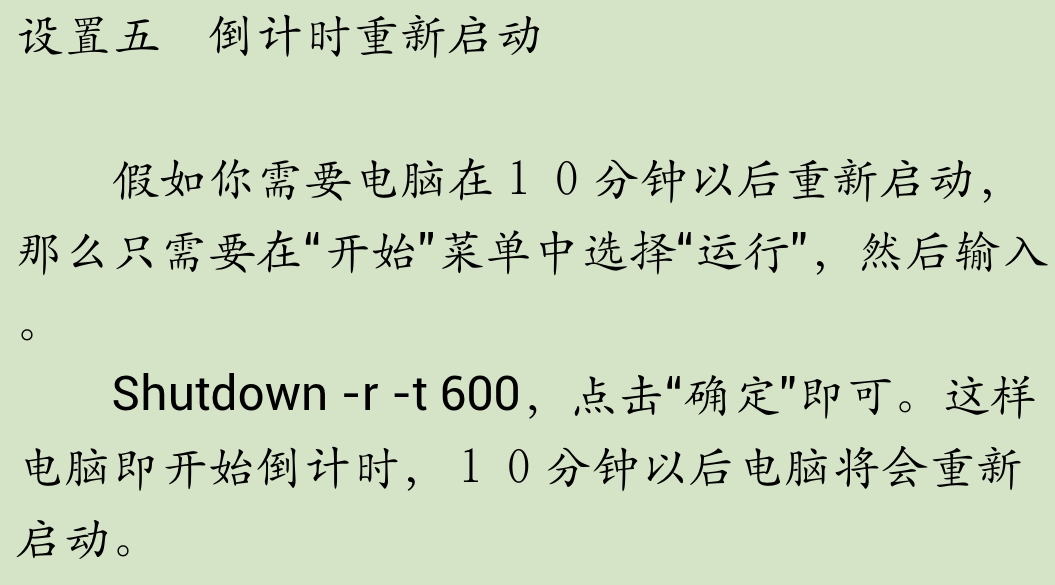 设置五　倒计时重新启动
假如你需要电脑在１０分钟以后重新启动，
那么只需要在“开始”菜单中选择“运行”，然后输入
。
Shutdown -r -t 600，点击“确定”即可。这样
电脑即开始倒计时，１０分钟以后电脑将会重新
启动。